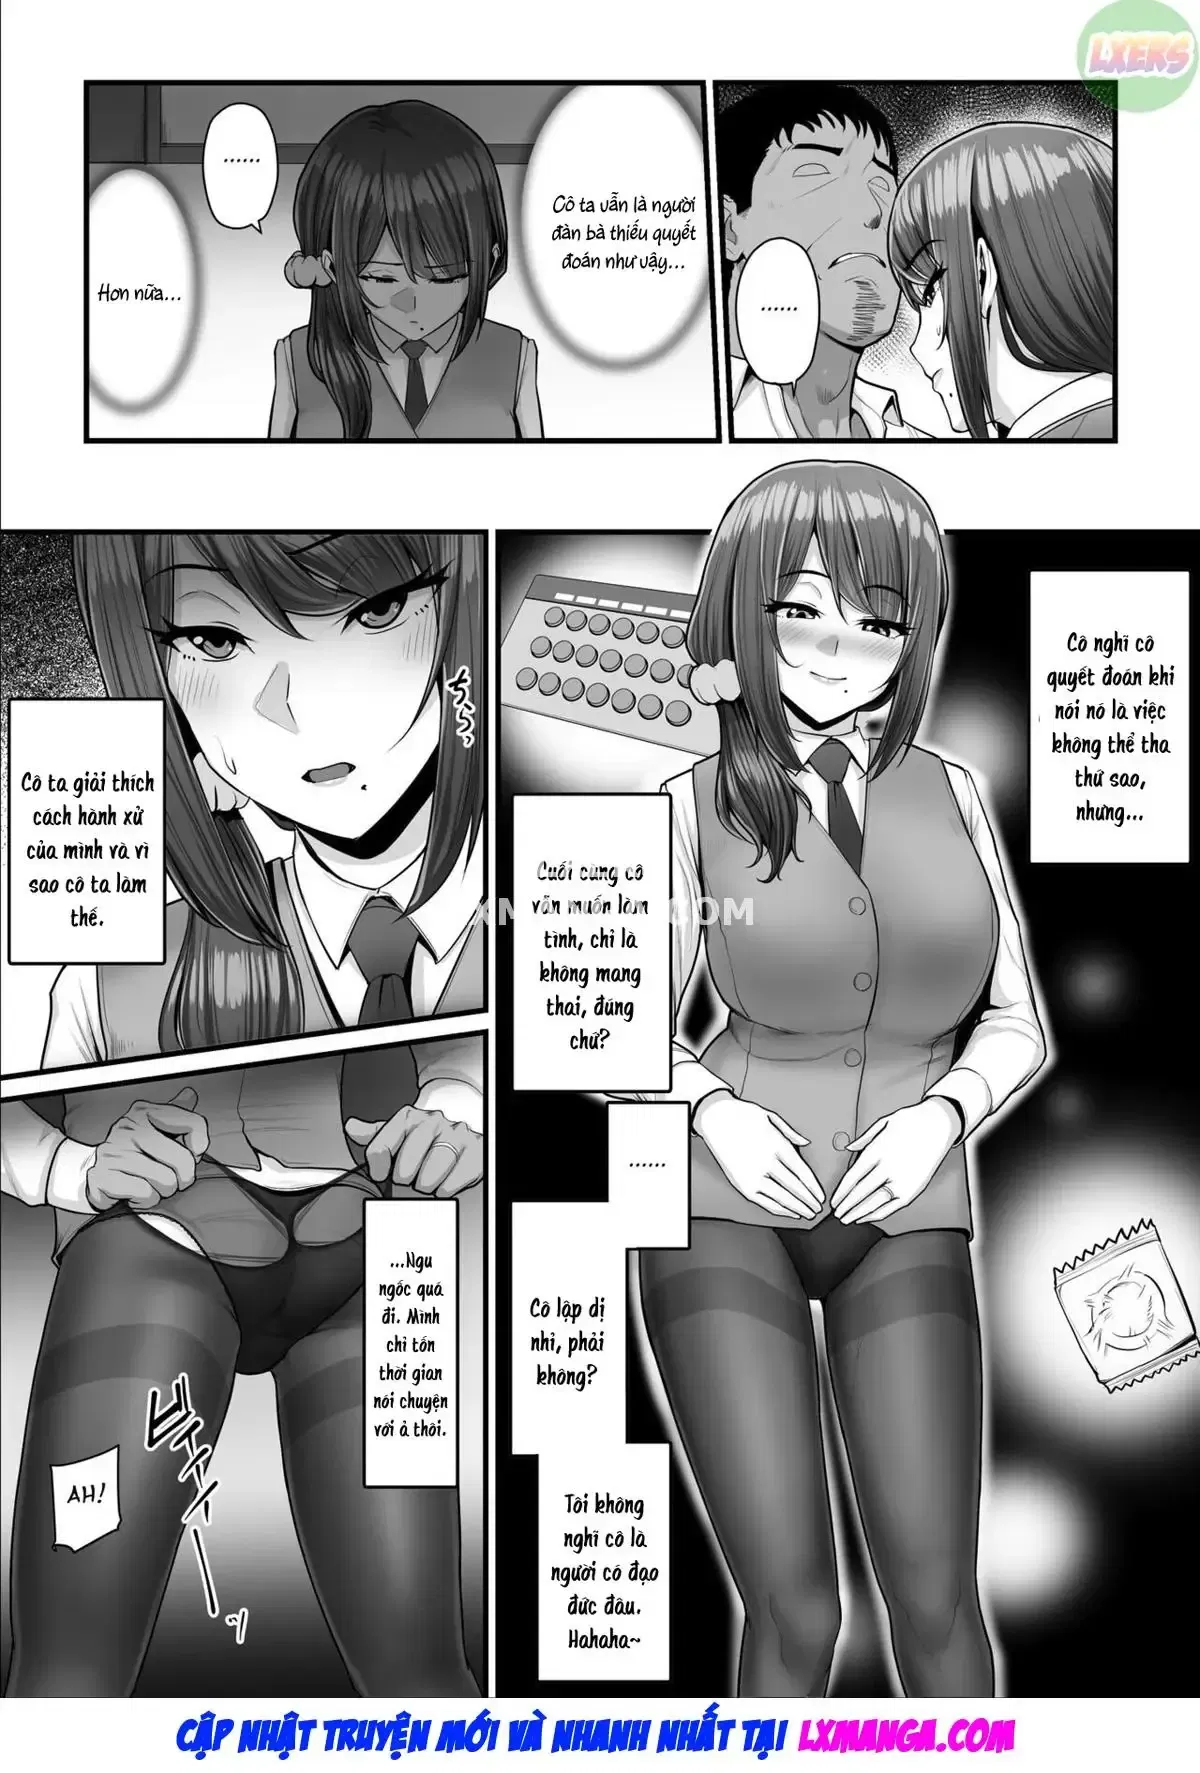 LXERS
......
Cô ta vẫn là người
đàn bà thiếu quyết
đoán như vậy...
......
Hơn nữa...
Cô nghĩ cô
quyết đoán khi
nói nó là việc
không thể tha
thứ sao,
nhưng...
Cuối cùng cô
vẫn muốn làm
tình, chỉ là
không mang
thai, đúng
chứ?
......
Cô lập dị
nhỉ, phải
không?
Tôi không
nghĩ cô là
người có đạo
đức đâu.
Hahaha~
ちらっ
Cô ta giải thích
cách hành xử
của mình và vì
sao cô ta làm
thế.
...Ngu
ngốc quá
đi. Mình
chỉ tốn
thời gian
nói chuyện
với ả thôi.
AH!
CẬP NHẬT TRUYỆN MỚI VÀ NHANH NHẤT TẠI LXMANGA.COM